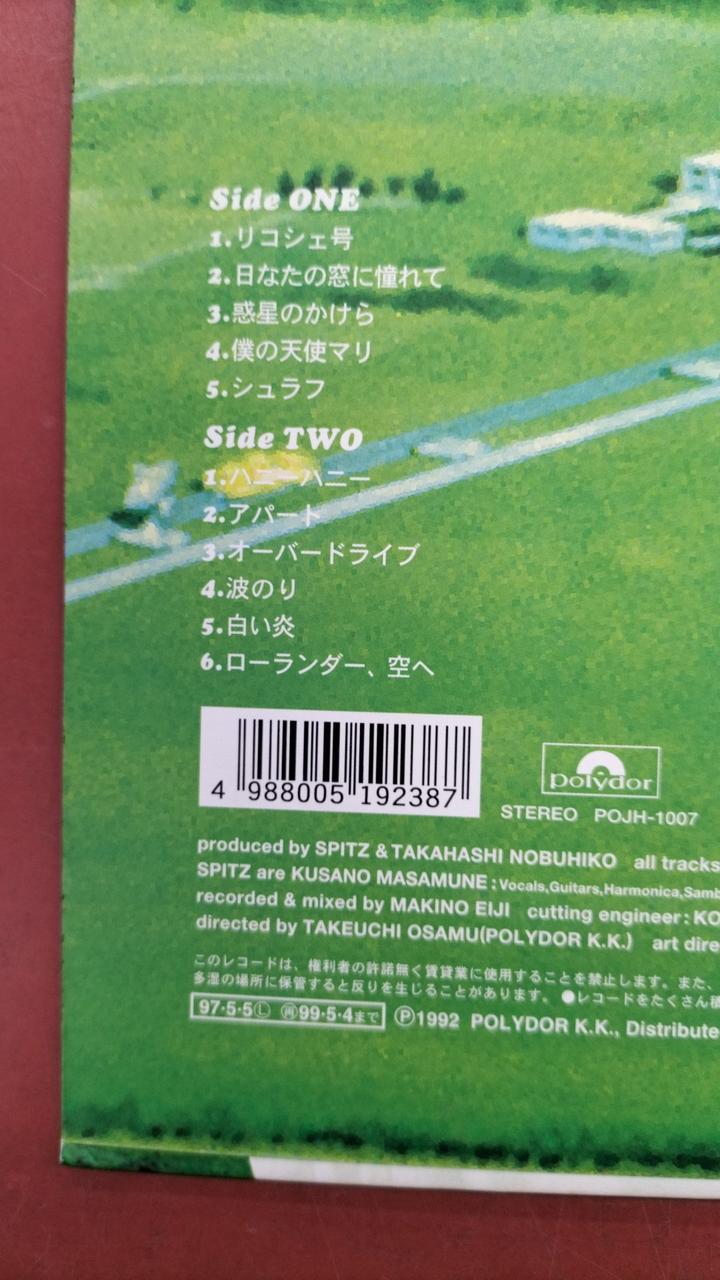 Side ONE
1.リコシェ号
2.日なたの窓に憧れて
3.惑星のかけら
4.僕の天使マリ
5.シュラフ
Side TWO
1.ハニーハニー
2.アパート
3.オーバードライブ
4.波のり
5.白い炎
6.ローランダー、空へ
4 988005 192387
polydor
STEREO POJH-1007
produced by SPITZ & TAKAHASHI NOBUHIKO all tracks
SPITZ are KUSANO MASAMUNE:Vocals,Guitars,Harmonica,
recorded & mixed by MAKINO EIJI cutting engineer:
directed by TAKEUCHI OSAMU(POLYDOR K.K.) art
このレコードは、権利者の許諾無く賃貸業に使用することを禁止します。また、
多湿の場所に保管すると反りを生じることがあります。●レコードをたくさん
97·5·5Ⓛ ㊢99·5·4まで ℗1992 POLYDOR K.K.,